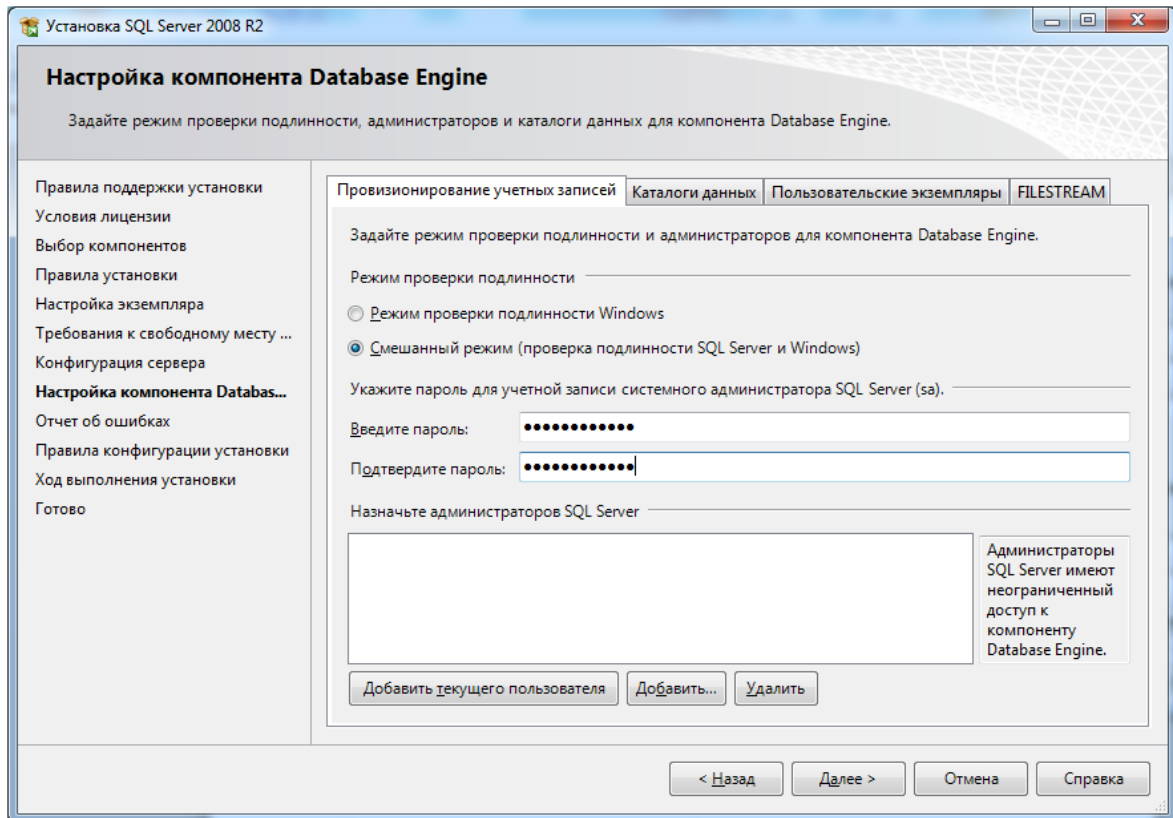 Установка SQL Server 2008 R2
Настройка компонента Database Engine
Задайте режим проверки подлинности, администраторов и каталоги данных для компонента Database Engine.
Правила поддержки установки
Условия лицензии
Выбор компонентов
Правила установки
Настройка экземпляра
Требования к свободному месту ...
Конфигурация сервера
Настройка компонента Databas...
Отчет об ошибках
Правила конфигурации установки
Ход выполнения установки
Готово
Провизионирование учетных записей
Каталоги данных
Пользовательские экземпляры
FILESTREAM
Задайте режим проверки подлинности и администраторов для компонента Database Engine.
Режим проверки подлинности
Режим проверки подлинности Windows
Смешанный режим (проверка подлинности SQL Server и Windows)
Укажите пароль для учетной записи системного администратора SQL Server (sa).
Введите пароль: ●●●●●●●●●●●●
Подтвердите пароль: ●●●●●●●●●●●●
Назначьте администраторов SQL Server
Администраторы
SQL Server имеют
неограниченный
доступ к
компоненту
Database Engine.
Добавить текущего пользователя
Добавить...
Удалить
< Назад
Далее >
Отмена
Справка